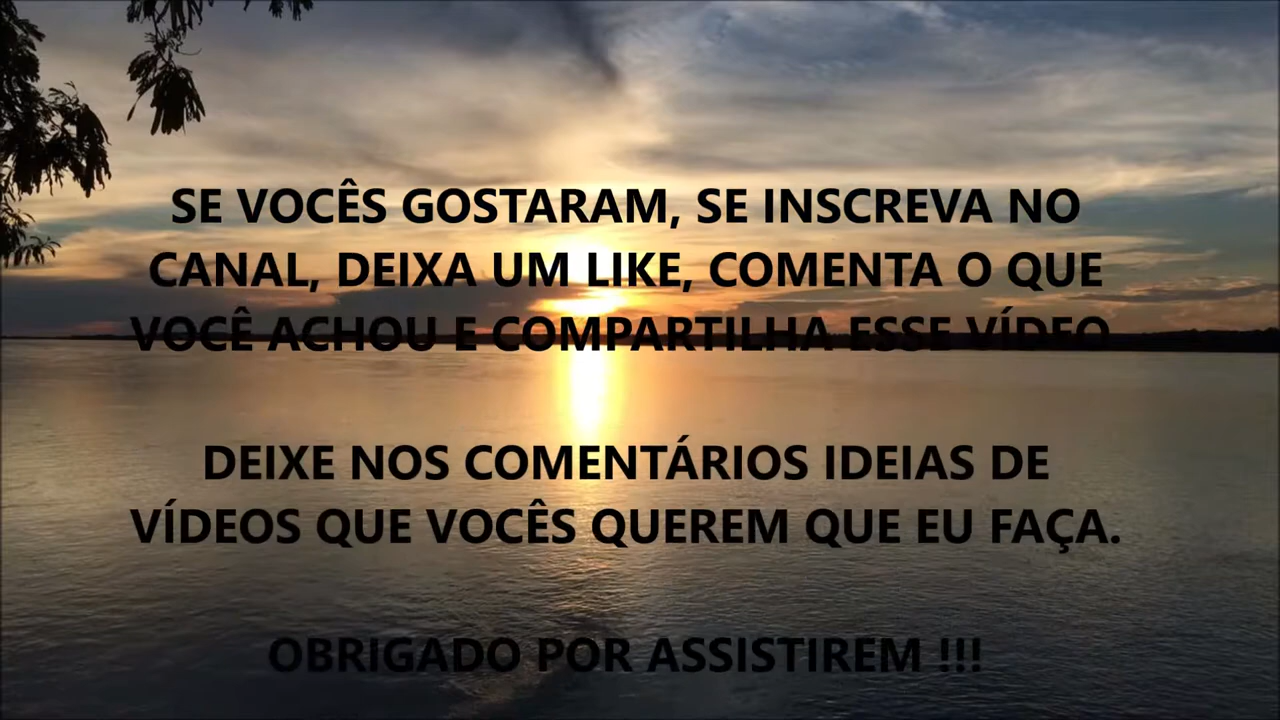 SE VOCÊS GOSTARAM, SE INSCREVA NO
CANAL, DEIXA UM LIKE, COMENTA O QUE
VOCÊ ACHOU E COMPARTILHA ESSE VÍDEO
DEIXE NOS COMENTÁRIOS IDEIAS DE
VÍDEOS QUE VOCÊS QUEREM QUE EU FAÇA.
OBRIGADO POR ASSISTIREM !!!